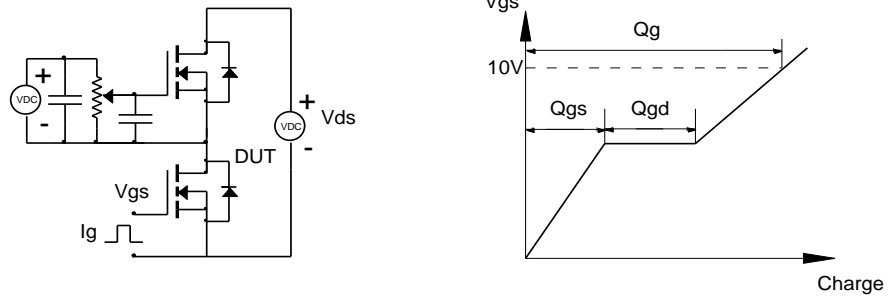 +
VDC
-
+
VDC
-
Vds
DUT
Vgs
Ig
Vgs
Qg
10V
Qgs
Qgd
Charge